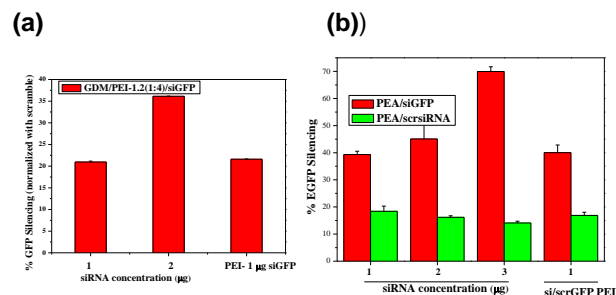 (a)
(b))
GDM/PEI-1.2(1:4)/siGFP
% GFP Silencing (normalized with scramble)
40
35
30
25
20
15
10
5
0
1
2
PEI- 1 μg siGFP
siRNA concentration (μg)
PEA/siGFP
PEA/scrsiRNA
% EGFP Silencing
70
60
50
40
30
20
10
0
1
2
3
1
siRNA concentration (μg)
si/scrGFP PEI